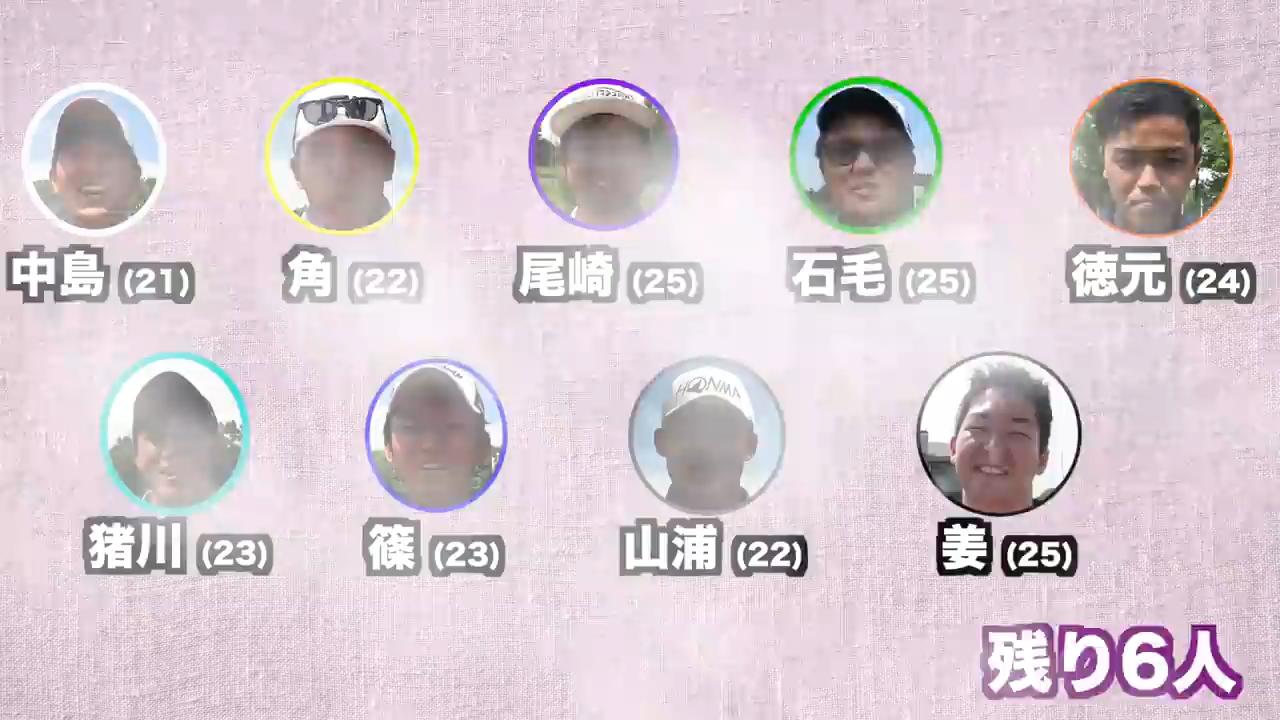 中島 (21) 角 (22) 尾崎 (25) 石毛 (25) 徳元 (24)
HONMA
猪川 (23) 篠 (23) 山浦 (22) 姜 (25)
残り6人